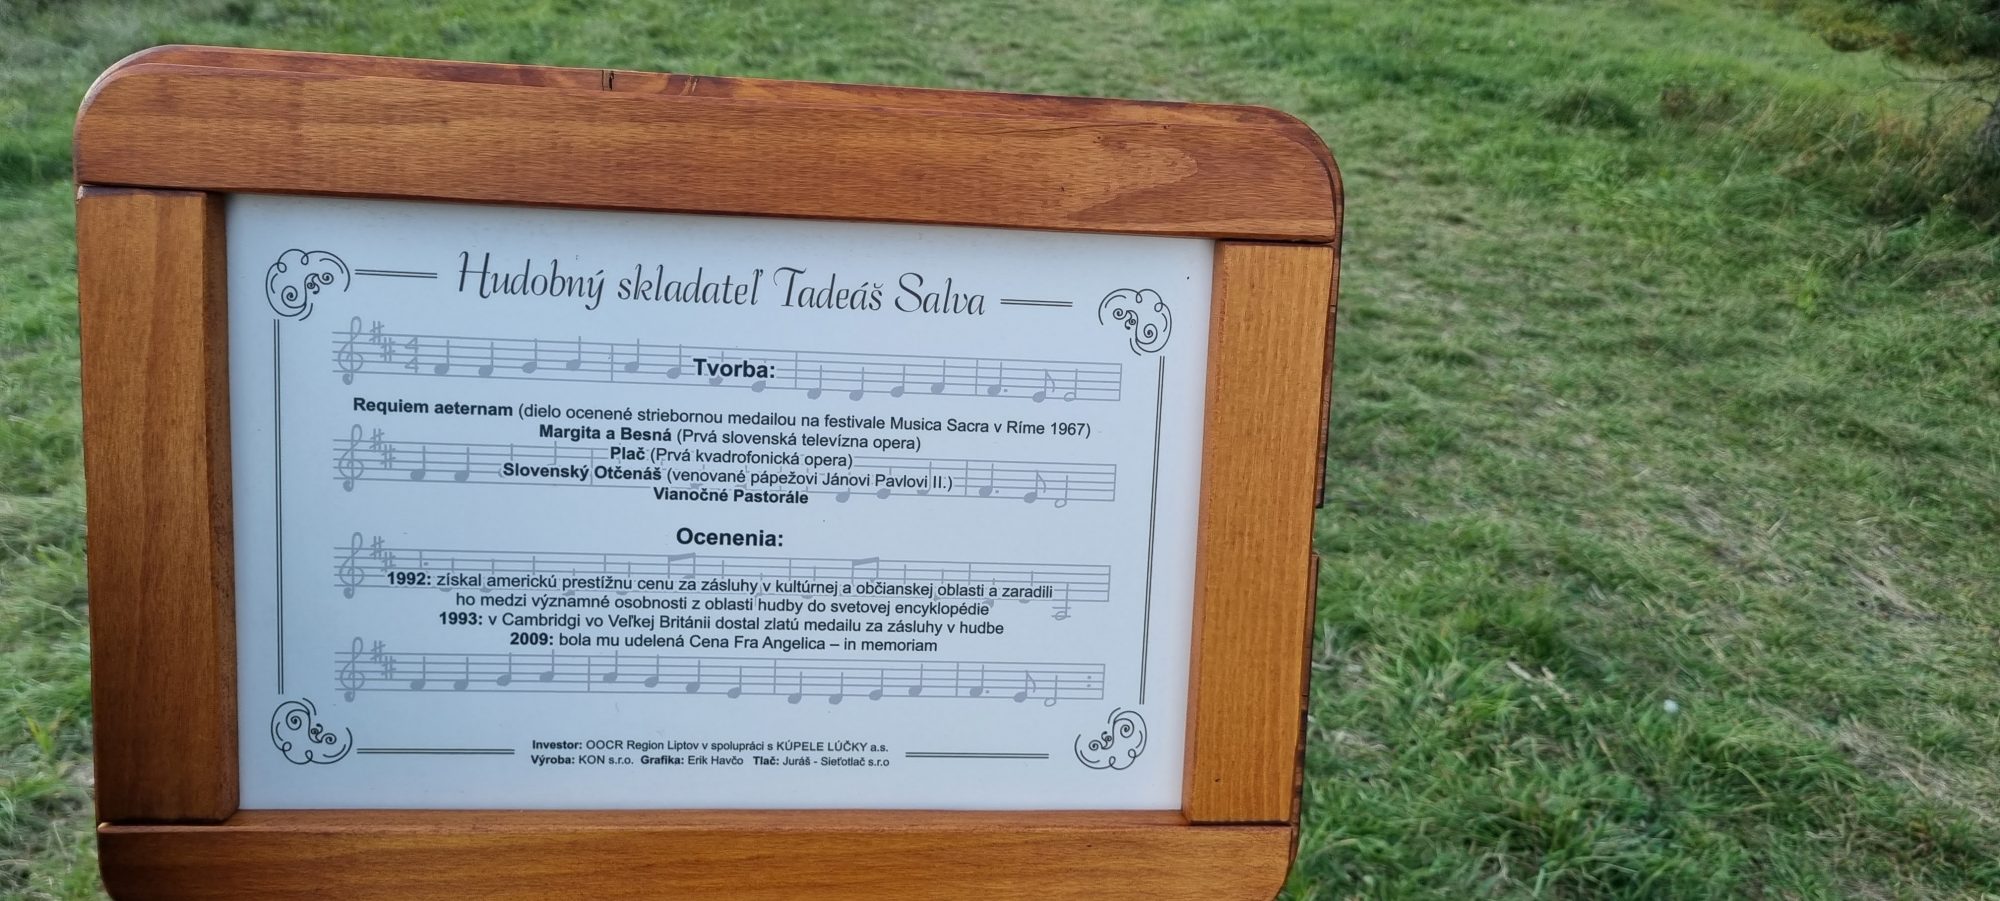 Hudobný skladateľ Tadeáš Salva
Tvorba:
Requiem aeternam (dielo ocenené striebornou medailou na festivale Musica Sacra v Ríme 1967)
Margita a Besná (Prvá slovenská televízna opera)
Plač (Prvá kvadrofonická opera)
Slovenský Otčenáš (venované pápežovi Jánovi Pavlovi II.)
Vianočné Pastorále
Ocenenia:
1992: získal americkú prestížnu cenu za zásluhy v kultúrnej a občianskej oblasti a zaradili
ho medzi významné osobnosti z oblasti hudby do svetovej encyklopédie
1993: v Cambridgi vo Veľkej Británii dostal zlatú medailu za zásluhy v hudbe
2009: bola mu udelená Cena Fra Angelica – in memoriam
Investor: OOCR Region Liptov v spolupráci s KÚPELE LÚČKY a.s.
Výroba: KON s.r.o. Grafika: Erik Havčo Tlač: Juráš - Sieťotlač s.r.o